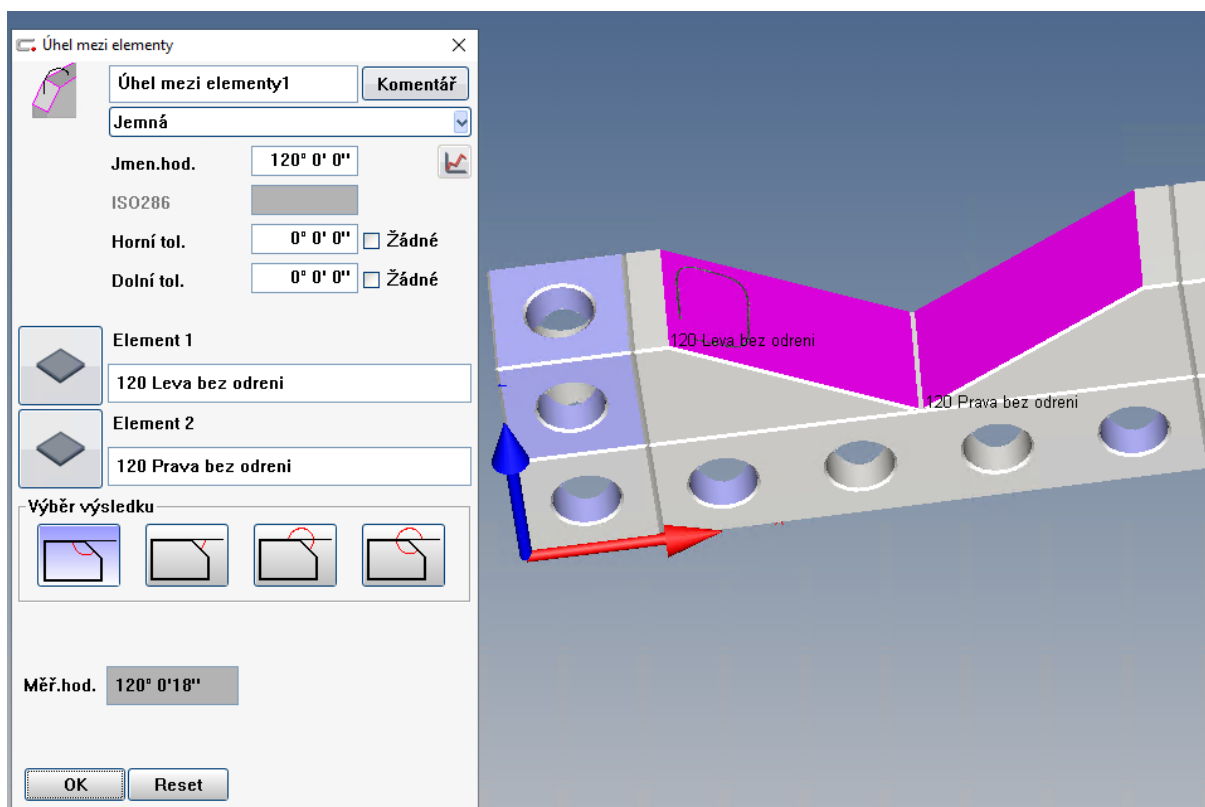 Úhel mezi elementy
Úhel mezi elementy1
Komentář
Jemná
Jmen.hod.
120° 0' 0''
ISO286
Horní tol.
0° 0' 0''
Žádné
Dolní tol.
0° 0' 0''
Žádné
Element 1
120 Leva bez odreni
Element 2
120 Prava bez odreni
Výběr výsledku
Měř.hod.
120° 0'18''
OK
Reset
120 Leva bez odreni
120 Prava bez odreni